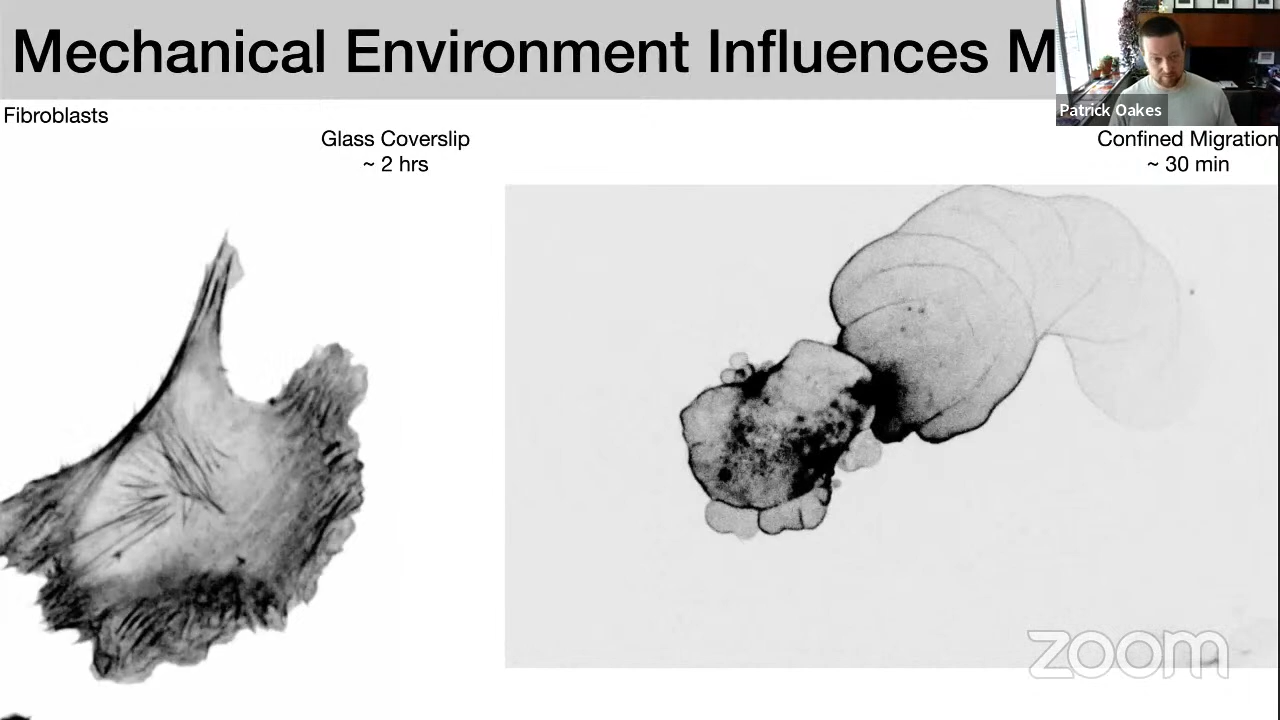 Mechanical Environment Influences M
Patrick Oakes
Fibroblasts
Glass Coverslip
~ 2 hrs
Confined Migration
~ 30 min
zoom